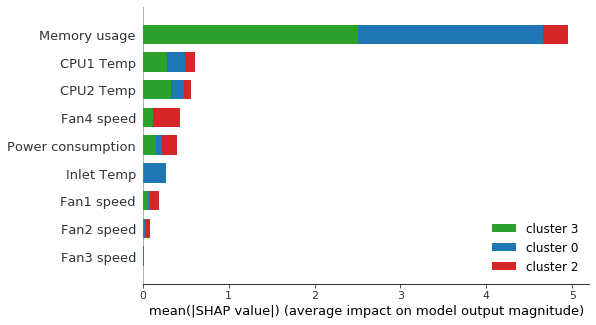 Memory usage
CPU1 Temp
CPU2 Temp
Fan4 speed
Power consumption
Inlet Temp
Fan1 speed
Fan2 speed
Fan3 speed
cluster 3
cluster 0
cluster 2
0 1 2 3 4 5
mean(|SHAP value|) (average impact on model output magnitude)